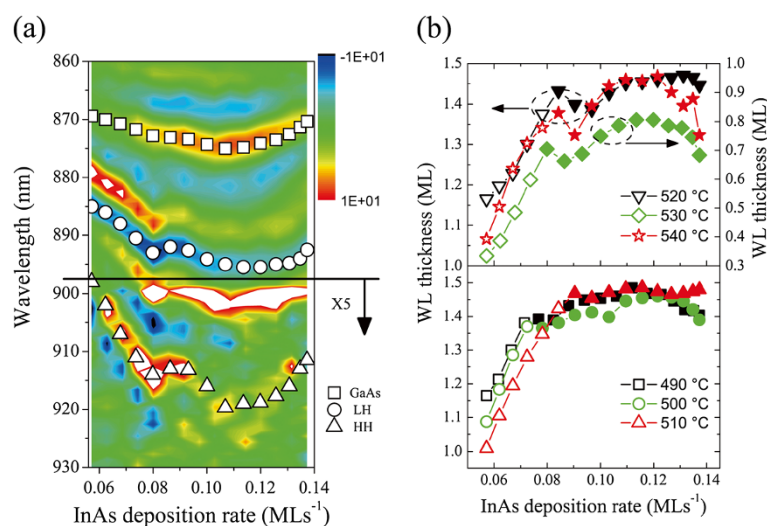 (a)
860
870
880
890
900
910
920
930
Wavelength (nm)
-1E+01
1E+01
X5
GaAs
LH
HH
0.06 0.08 0.10 0.12 0.14
InAs deposition rate (MLs⁻¹)
(b)
1.5
1.4
1.3
1.2
1.1
1.0
WL thickness (ML)
1.0
0.9
0.8
0.7
0.6
0.5
0.4
0.3
WL thickness (ML)
520 °C
530 °C
540 °C
1.5
1.4
1.3
1.2
1.1
1.0
490 °C
500 °C
510 °C
0.06 0.08 0.10 0.12 0.14
InAs deposition rate (MLs⁻¹)